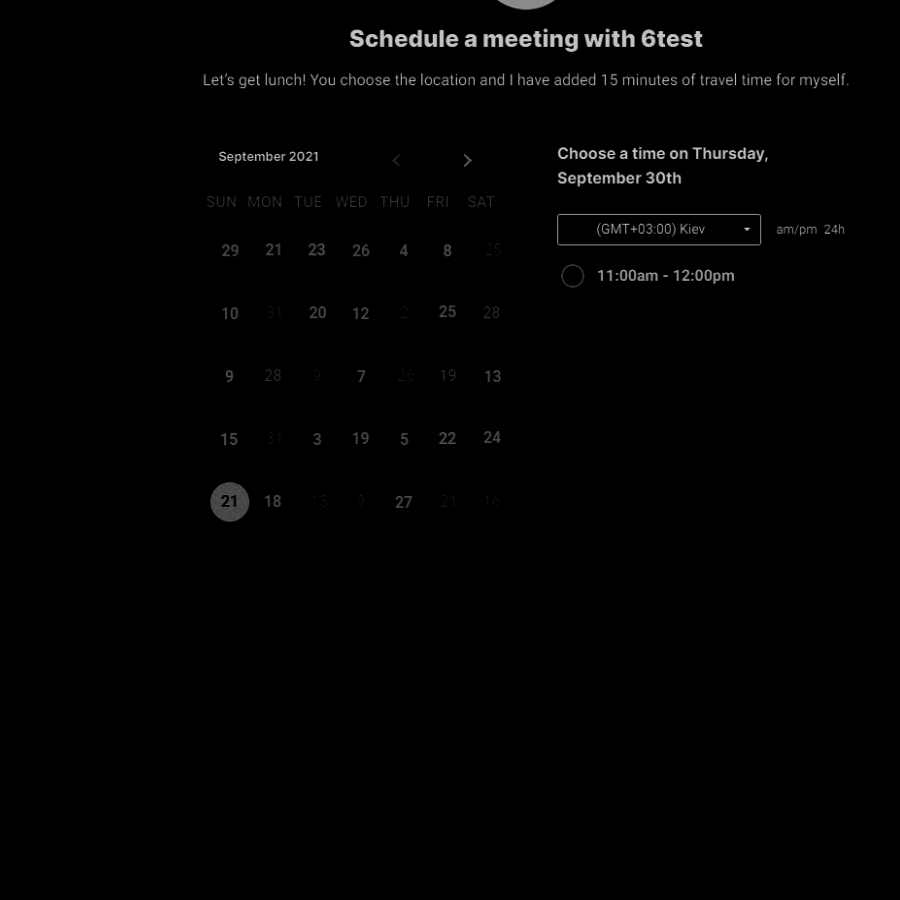 Schedule a meeting with 6test
Let's get lunch! You choose the location and I have added 15 minutes of travel time for myself.
September 2021
SUN MON TUE WED THU FRI SAT
29 21 23 26 4 8 25
10 31 20 12 2 25 28
9 28 9 7 26 19 13
15 31 3 19 5 22 24
21 18 13 9 27 21 16
Choose a time on Thursday,
September 30th
(GMT+03:00) Kiev
am/pm 24h
11:00am - 12:00pm